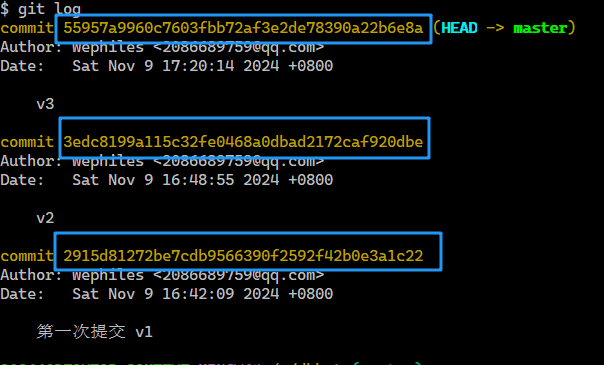 $ git log
commit 55957a9960c7603fbb72af3e2de78390a22b6e8a (HEAD -> master)
Author: Wephiles <2086689759@qq.com>
Date:   Sat Nov 9 17:20:14 2024 +0800
v3
commit 3edc8199a115c32fe0468a0dbad2172caf920dbe
Author: Wephiles <2086689759@qq.com>
Date:   Sat Nov 9 16:48:55 2024 +0800
v2
commit 2915d81272be7cdb9566390f2592f42b0e3a1c22
Author: Wephiles <2086689759@qq.com>
Date:   Sat Nov 9 16:42:09 2024 +0800
第一次提交 v1